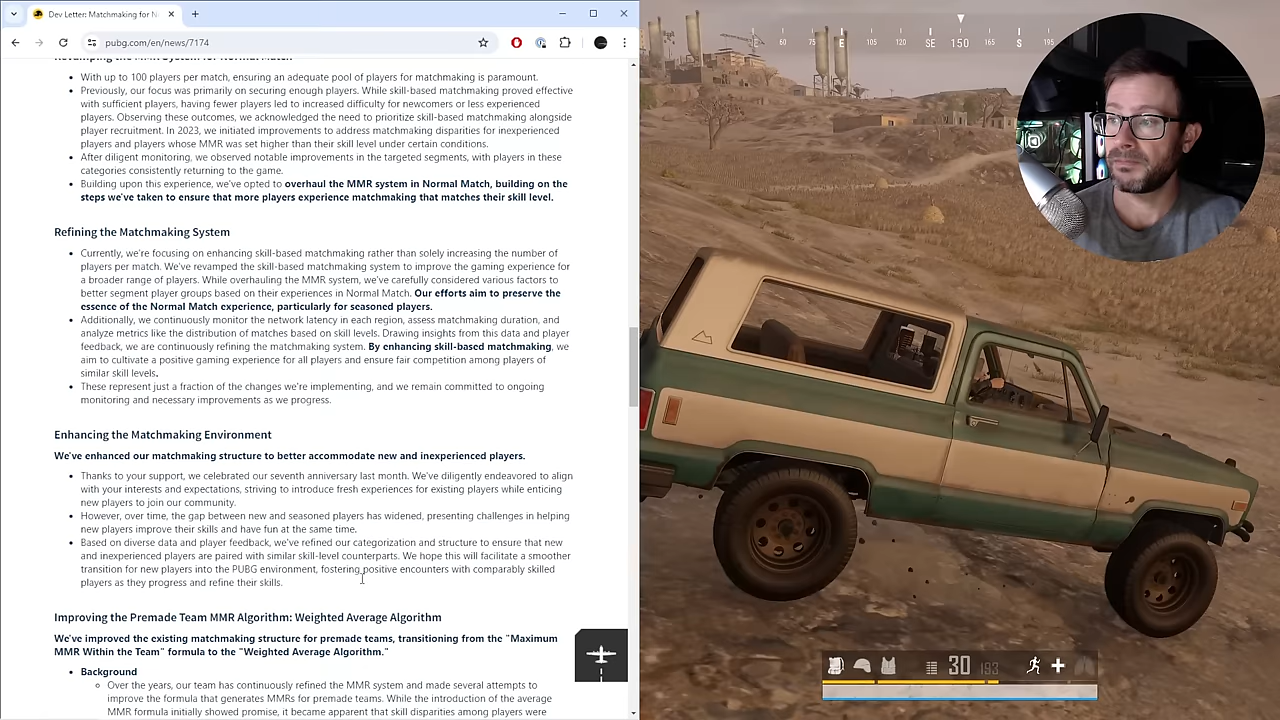 Dev Letter: Matchmaking for N
pubg.com/en/news/7174
Revamping the MMR System for Normal Match
With up to 100 players per match, ensuring an adequate pool of players for matchmaking is paramount.
Previously, our focus was primarily on securing enough players. While skill-based matchmaking proved effective
with sufficient players, having fewer players led to increased difficulty for newcomers or less experienced
players. Observing these outcomes, we acknowledged the need to prioritize skill-based matchmaking alongside
player recruitment. In 2023, we initiated improvements to address matchmaking disparities for inexperienced
players and players whose MMR was set higher than their skill level under certain conditions.
After diligent monitoring, we observed notable improvements in the targeted segments, with players in these
categories consistently returning to the game.
Building upon this experience, we've opted to overhaul the MMR system in Normal Match, building on the
steps we've taken to ensure that more players experience matchmaking that matches their skill level.
Refining the Matchmaking System
Currently, we're focusing on enhancing skill-based matchmaking rather than solely increasing the number of
players per match. We've revamped the skill-based matchmaking system to improve the gaming experience for
a broader range of players. While overhauling the MMR system, we've carefully considered various factors to
better segment player groups based on their experiences in Normal Match. Our efforts aim to preserve the
essence of the Normal Match experience, particularly for seasoned players.
Additionally, we continuously monitor the network latency in each region, assess matchmaking duration, and
analyze metrics like the distribution of matches based on skill levels. Drawing insights from this data and player
feedback, we are continuously refining the matchmaking system. By enhancing skill-based matchmaking, we
aim to cultivate a positive gaming experience for all players and ensure fair competition among players of
similar skill levels.
These represent just a fraction of the changes we're implementing, and we remain committed to ongoing
monitoring and necessary improvements as we progress.
Enhancing the Matchmaking Environment
We've enhanced our matchmaking structure to better accommodate new and inexperienced players.
Thanks to your support, we celebrated our seventh anniversary last month. We've diligently endeavored to align
with your interests and expectations, striving to introduce fresh experiences for existing players while enticing
new players to join our community.
However, over time, the gap between new and seasoned players has widened, presenting challenges in helping
new players improve their skills and have fun at the same time.
Based on diverse data and player feedback, we've refined our categorization and structure to ensure that new
and inexperienced players are paired with similar skill-level counterparts. We hope this will facilitate a smoother
transition for new players into the PUBG environment, fostering positive encounters with comparably skilled
players as they progress and refine their skills.
Improving the Premade Team MMR Algorithm: Weighted Average Algorithm
We've improved the existing matchmaking structure for premade teams, transitioning from the "Maximum
MMR Within the Team" formula to the "Weighted Average Algorithm."
Background
Over the years, our team has continuously refined the MMR system and made several attempts to
improve the formula that generates MMRs for premade teams. While the introduction of the average
MMR formula initially showed promise, it became apparent that skill disparities among players were
60 75 E 105 120 SE 150 165 S 195
30 193